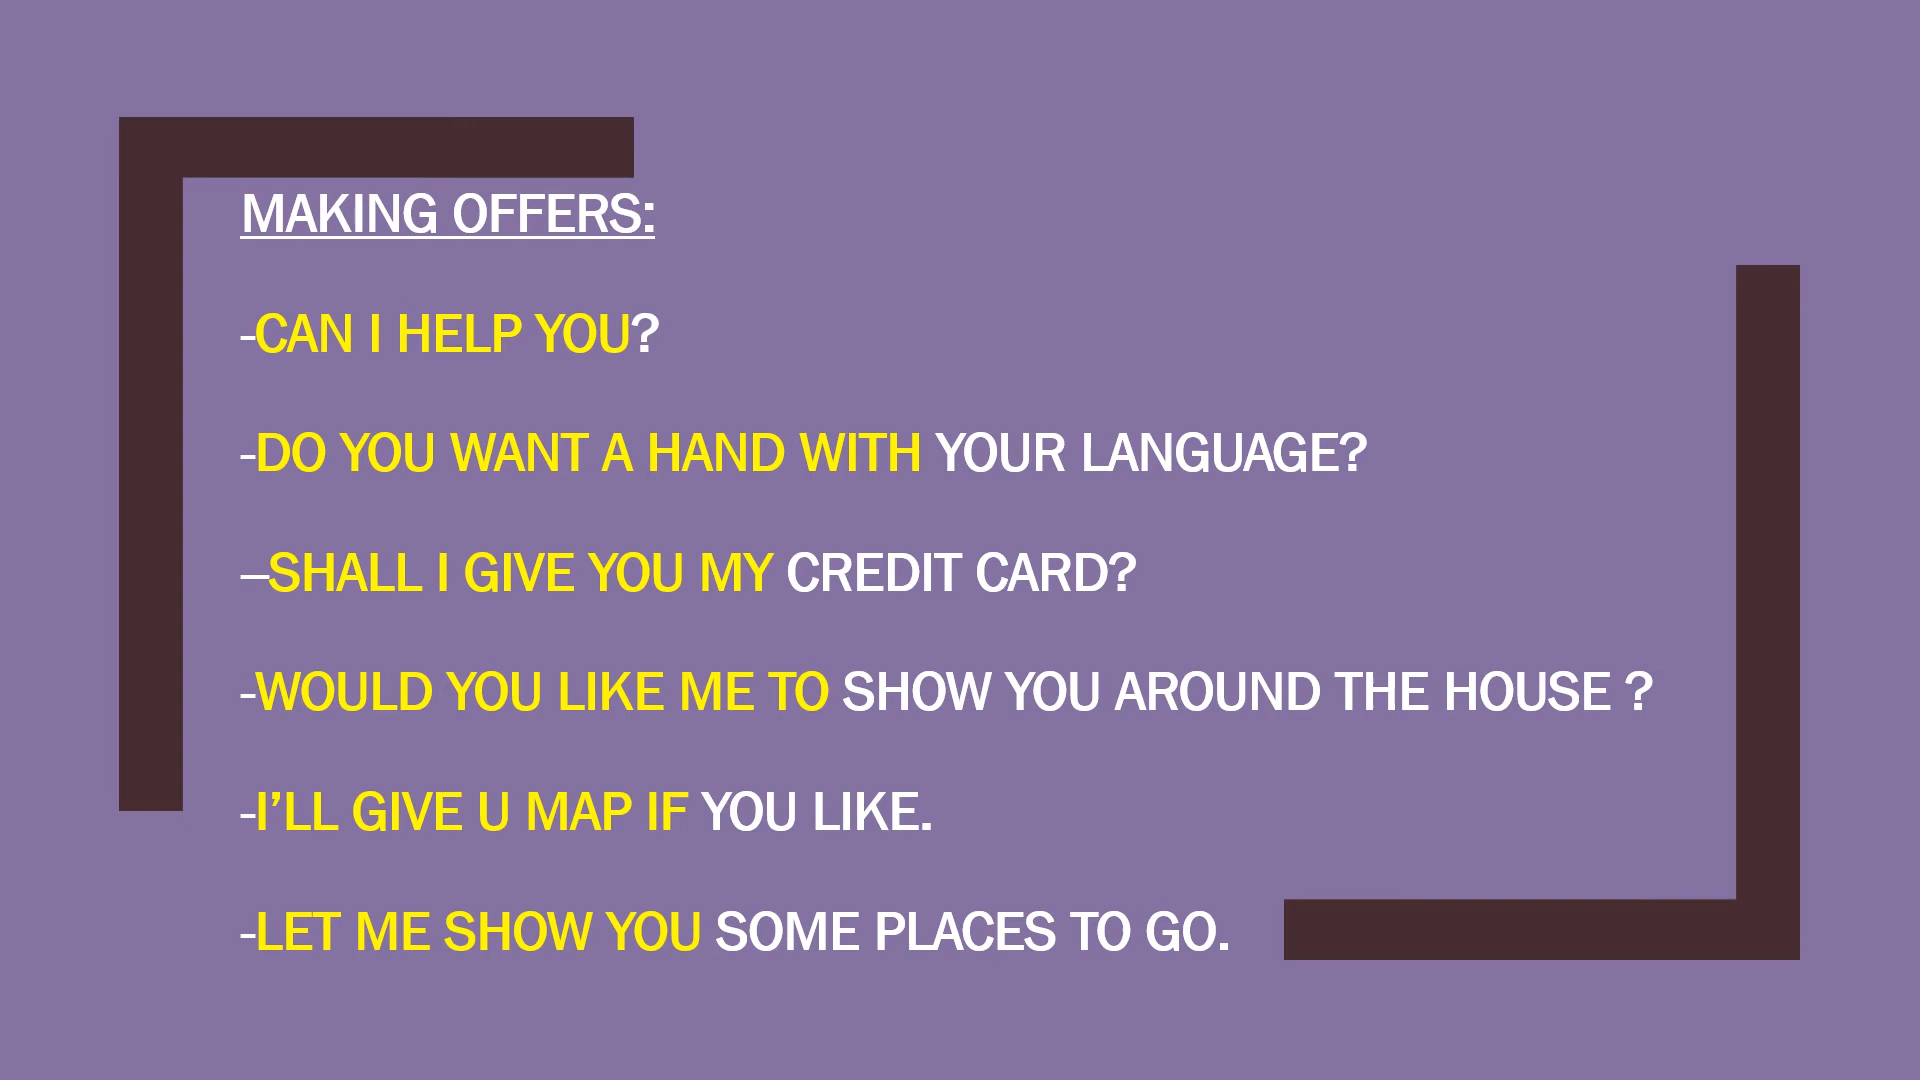 MAKING OFFERS:
-CAN I HELP YOU?
-DO YOU WANT A HAND WITH YOUR LANGUAGE?
–SHALL I GIVE YOU MY CREDIT CARD?
-WOULD YOU LIKE ME TO SHOW YOU AROUND THE HOUSE ?
-I’LL GIVE U MAP IF YOU LIKE.
-LET ME SHOW YOU SOME PLACES TO GO.